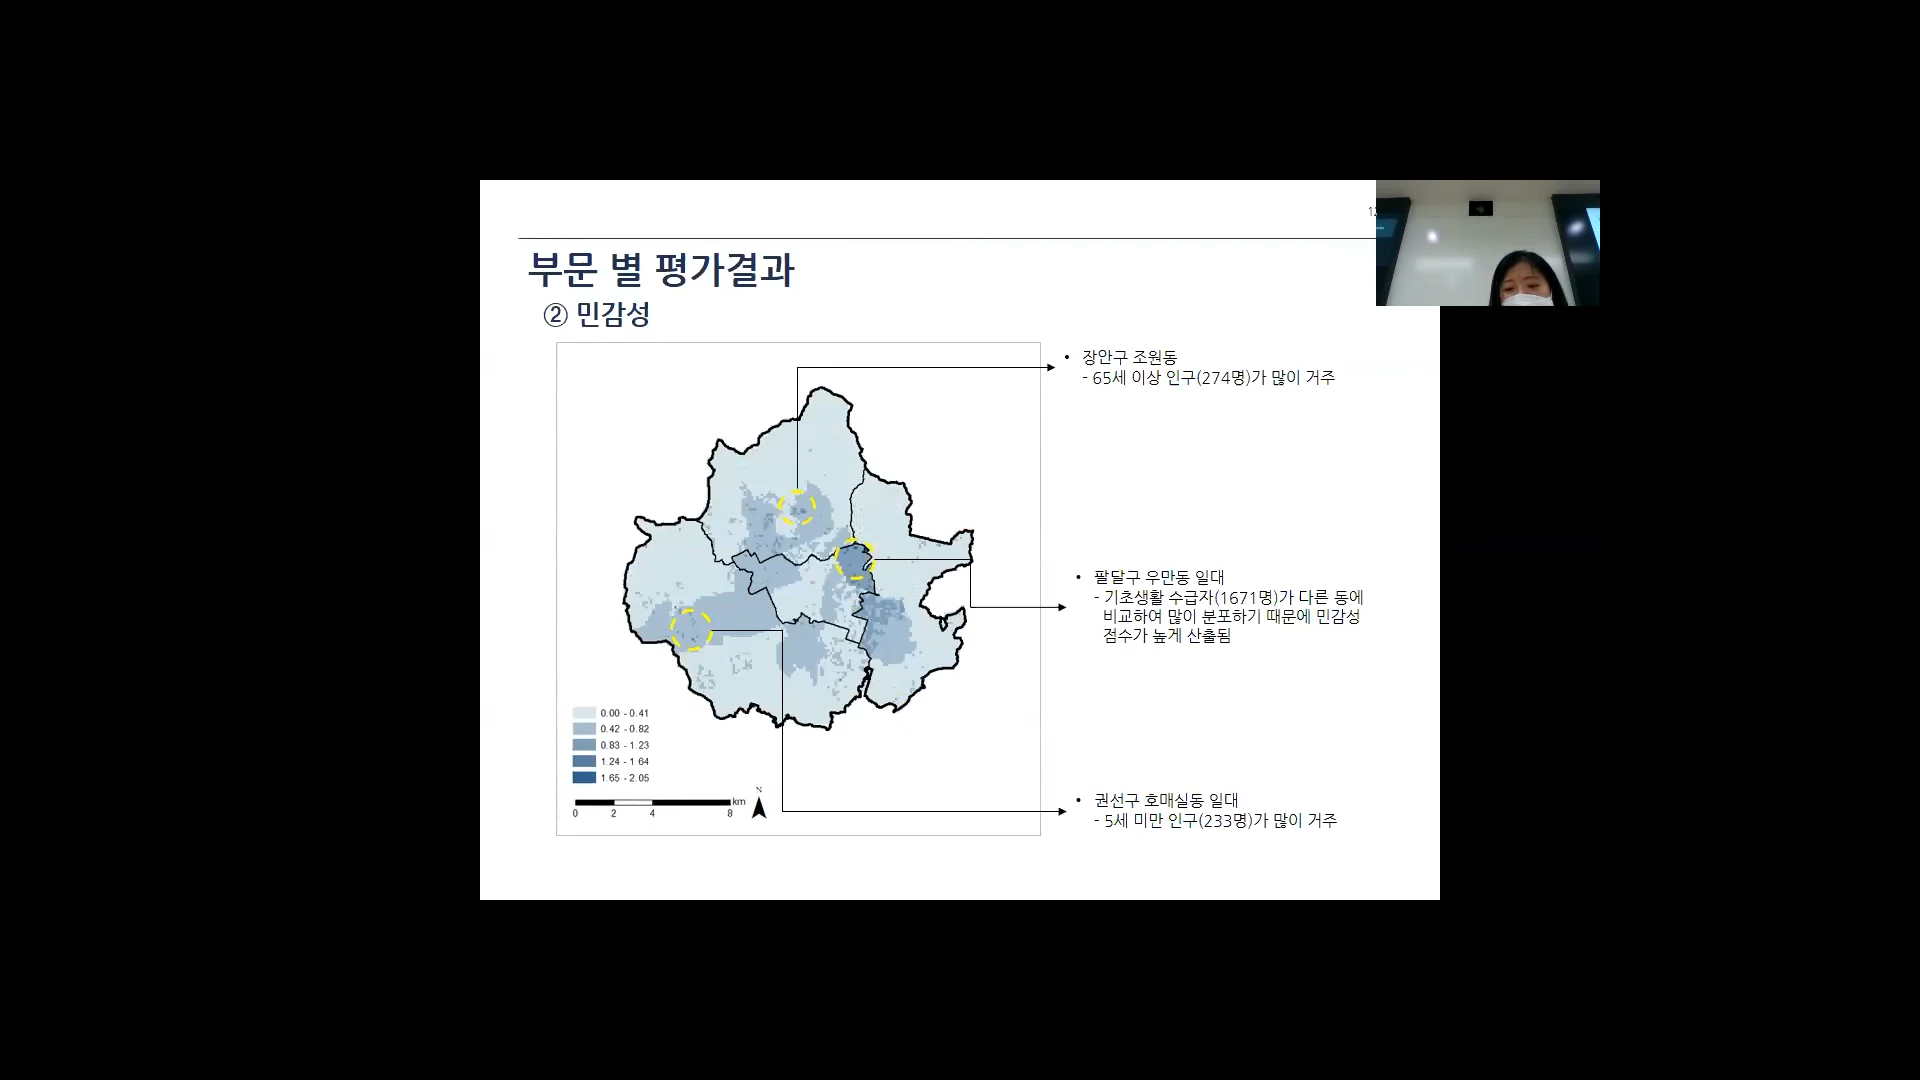 부문 별 평가결과
② 민감성
• 장안구 조원동
- 65세 이상 인구(274명)가 많이 거주
• 팔달구 우만동 일대
- 기초생활 수급자(1671명)가 다른 동에
비교하여 많이 분포하기 때문에 민감성
점수가 높게 산출됨
• 권선구 호매실동 일대
- 5세 미만 인구(233명)가 많이 거주
0.00 - 0.41
0.42 - 0.82
0.83 - 1.23
1.24 - 1 64
1.65 - 2.05
km
0 2 4 8
N